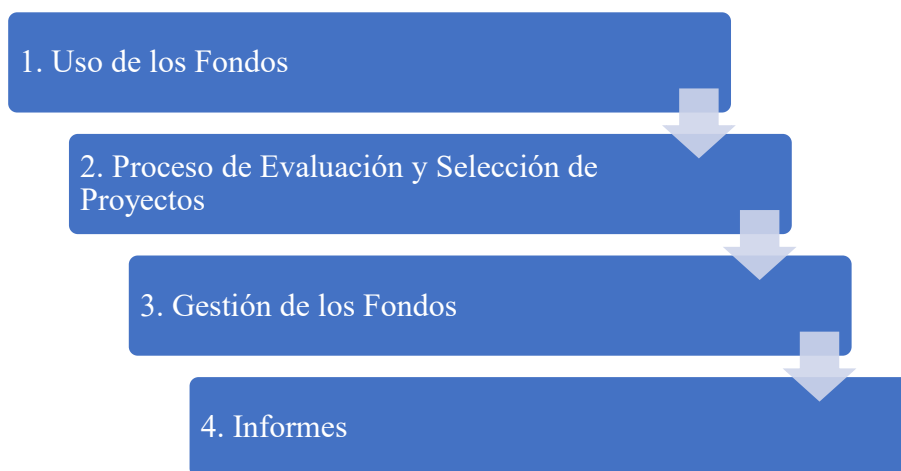 1. Uso de los Fondos
2. Proceso de Evaluación y Selección de
Proyectos
3. Gestión de los Fondos
4. Informes